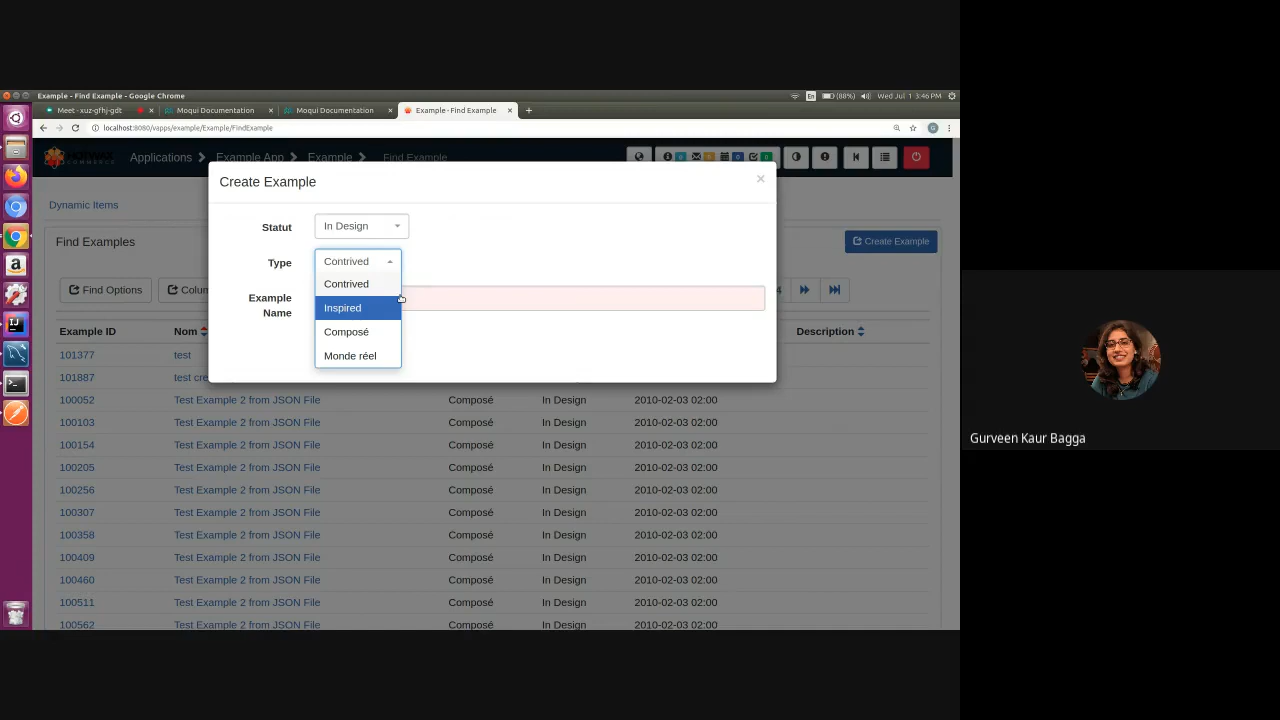 Example - Find Example - Google Chrome
En (88%) Wed Jul 1 3:46 PM
Meet - xuz-gfhj-gdt
Moqui Documentation
Moqui Documentation
Example - Find Example
localhost:8080/vapps/example/Example/FindExample
G
COMMERCE Applications Example App Example Find Example
Create Example
Dynamic Items
Statut In Design
Find Examples
Create Example
Type Contrived
Contrived
Inspired
Composé
Monde réel
Example Name
Find Options
Colum
4
Example ID Nom Description
101377 test
101887 test cre
100052 Test Example 2 from JSON File Composé In Design 2010-02-03 02:00
100103 Test Example 2 from JSON File Composé In Design 2010-02-03 02:00
100154 Test Example 2 from JSON File Composé In Design 2010-02-03 02:00
100205 Test Example 2 from JSON File Composé In Design 2010-02-03 02:00
100256 Test Example 2 from JSON File Composé In Design 2010-02-03 02:00
100307 Test Example 2 from JSON File Composé In Design 2010-02-03 02:00
100358 Test Example 2 from JSON File Composé In Design 2010-02-03 02:00
100409 Test Example 2 from JSON File Composé In Design 2010-02-03 02:00
100460 Test Example 2 from JSON File Composé In Design 2010-02-03 02:00
100511 Test Example 2 from JSON File Composé In Design 2010-02-03 02:00
100562 Test Example 2 from JSON File Composé In Design 2010-02-03 02:00
Gurveen Kaur Bagga